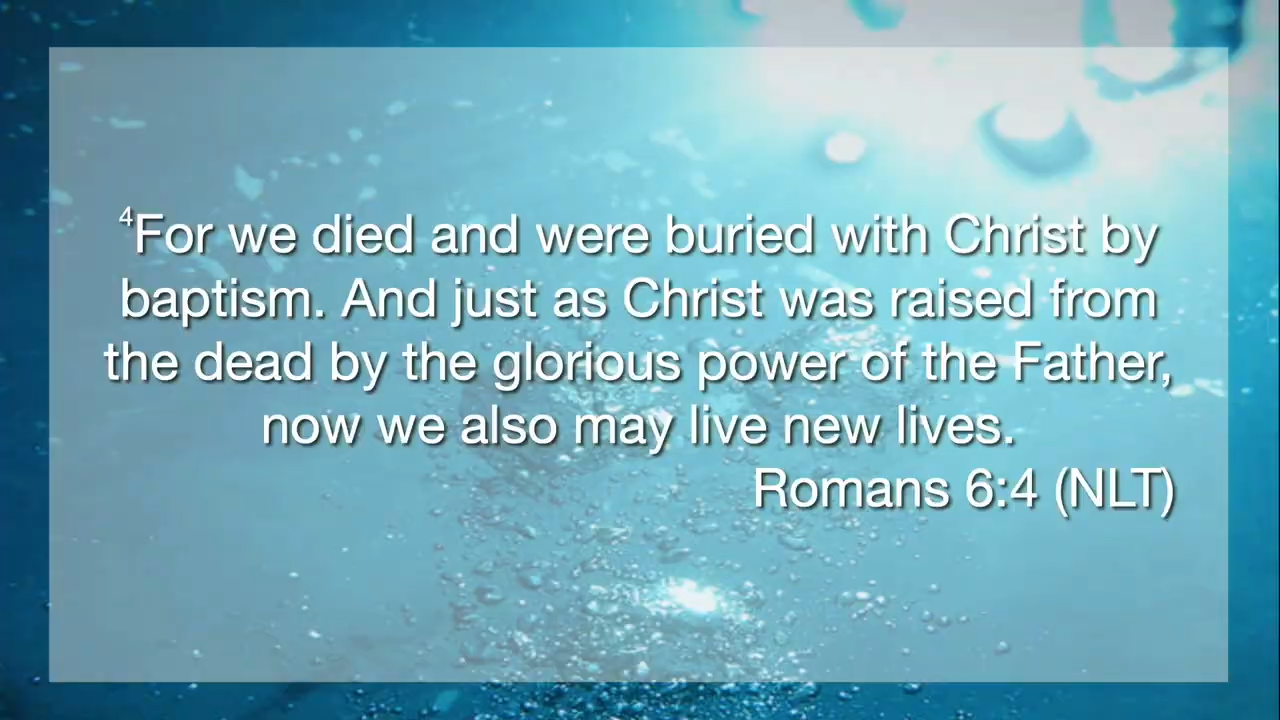 ⁴For we died and were buried with Christ by
baptism. And just as Christ was raised from
the dead by the glorious power of the Father,
now we also may live new lives.
Romans 6:4 (NLT)